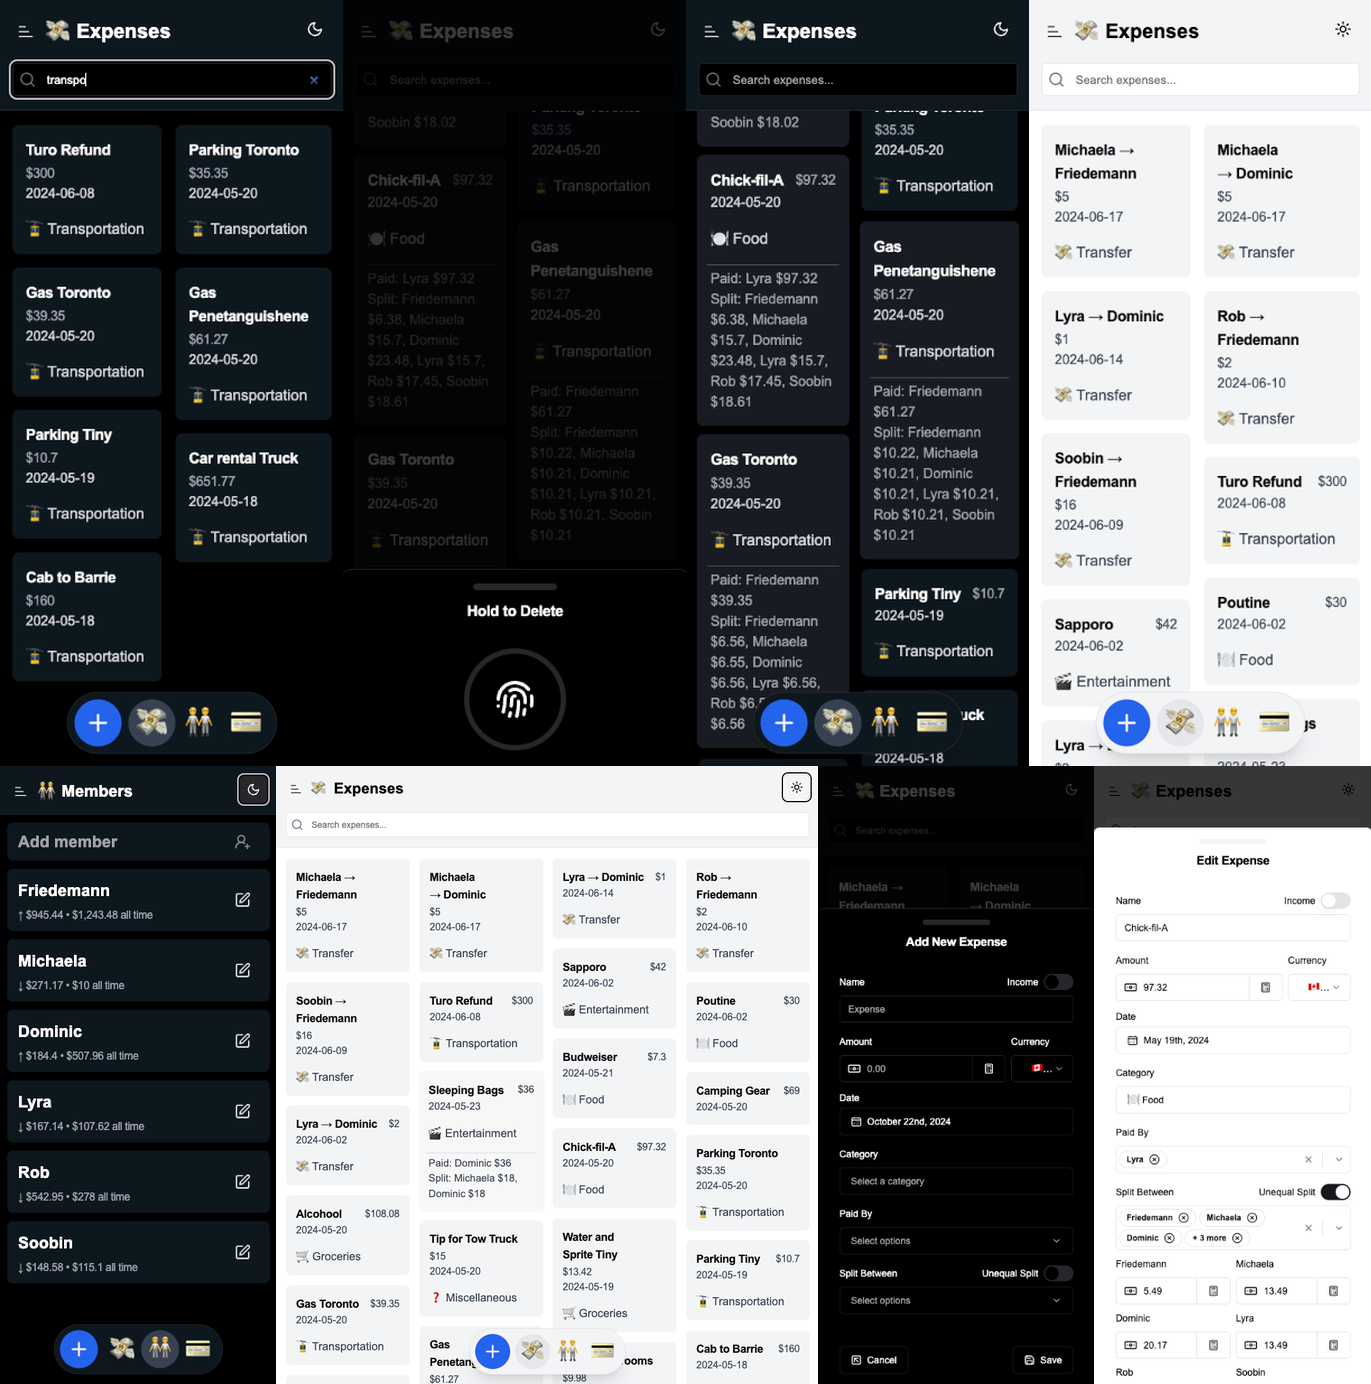 Expenses
transpo
Turo Refund
$300
2024-06-08
Transportation
Gas Toronto
$39.35
2024-05-20
Transportation
Parking Tiny
$10.7
2024-05-19
Transportation
Cab to Barrie
$160
2024-05-18
Transportation
Parking Toronto
$35.35
2024-05-20
Transportation
Gas
Penetanguishene
$61.27
2024-05-20
Transportation
Car rental Truck
$651.77
2024-05-18
Transportation
Expenses
Search expenses...
Soobin $18.02
Chick-fil-A $97.32
2024-05-20
Food
Paid: Lyra $97.32
Split: Friedemann
$6.38, Michaela
$15.7, Dominic
$23.48, Lyra $15.7,
Rob $17.45, Soobin
$18.61
Gas Toronto
$39.35
2024-05-20
Transportation
Parking Toronto
$35.35
2024-05-20
Transportation
Gas
Penetanguishene
$61.27
2024-05-20
Transportation
Paid: Friedemann
$61.27
Split: Friedemann
$10.22, Michaela
$10.21, Dominic
$10.21, Lyra $10.21,
Rob $10.21, Soobin
$10.21
Hold to Delete
Expenses
Search expenses...
Soobin $18.02
Chick-fil-A $97.32
2024-05-20
Food
Paid: Lyra $97.32
Split: Friedemann
$6.38, Michaela
$15.7, Dominic
$23.48, Lyra $15.7,
Rob $17.45, Soobin
$18.61
Gas Toronto
$39.35
2024-05-20
Transportation
Paid: Friedemann
$39.35
Split: Friedemann
$6.56, Michaela
$6.55, Dominic
$6.56, Lyra $6.56,
Rob $6.5
$6.56
Parking Toronto
$35.35
2024-05-20
Transportation
Gas
Penetanguishene
$61.27
2024-05-20
Transportation
Paid: Friedemann
$61.27
Split: Friedemann
$10.22, Michaela
$10.21, Dominic
$10.21, Lyra $10.21,
Rob $10.21, Soobin
$10.21
Parking Tiny $10.7
2024-05-19
Transportation
uck
2024-05-18
Expenses
Search expenses...
Michaela →
Friedemann
$5
2024-06-17
Transfer
Lyra → Dominic
$1
2024-06-14
Transfer
Soobin →
Friedemann
$16
2024-06-09
Transfer
Sapporo $42
2024-06-02
Entertainment
Lyra →
Michaela
→ Dominic
$5
2024-06-17
Transfer
Rob →
Friedemann
$2
2024-06-10
Transfer
Turo Refund $300
2024-06-08
Transportation
Poutine $30
2024-06-02
Food
gs
2024-05-23
Members
Add member
Friedemann
↑ $945.44 • $1,243.48 all time
Michaela
↓ $271.17 • $10 all time
Dominic
↑ $184.4 • $507.96 all time
Lyra
↓ $167.14 • $107.62 all time
Rob
↓ $542.95 • $278 all time
Soobin
↓ $148.58 • $115.1 all time
Expenses
Search expenses...
Michaela →
Friedemann
$5
2024-06-17
Transfer
Soobin →
Friedemann
$16
2024-06-09
Transfer
Lyra → Dominic $2
2024-06-02
Transfer
Alcohool $108.08
2024-05-20
Groceries
Gas Toronto $39.35
2024-05-20
Transportation
Michaela
→ Dominic
$5
2024-06-17
Transfer
Turo Refund $300
2024-06-08
Transportation
Sleeping Bags $36
2024-05-23
Entertainment
Paid: Dominic $36
Split: Michaela $18,
Dominic $18
Tip for Tow Truck
$15
2024-05-20
Miscellaneous
Gas
Penetang
$61.27
Lyra → Dominic $1
2024-06-14
Transfer
Sapporo $42
2024-06-02
Entertainment
Budweiser $7.3
2024-05-21
Food
Chick-fil-A $97.32
2024-05-20
Food
Water and
Sprite Tiny
$13.42
2024-05-19
Groceries
ooms
$9.98
Rob →
Friedemann
$2
2024-06-10
Transfer
Poutine $30
2024-06-02
Food
Camping Gear $69
2024-05-20
Parking Toronto
$35.35
2024-05-20
Transportation
Parking Tiny $10.7
2024-05-19
Transportation
Cab to Barrie $160
2024-05-18
Expenses
Search expenses...
Michaela →
Friedemann
Michaela
→ Dominic
Add New Expense
Name Income
Expense
Amount Currency
0.00 ...
Date
October 22nd, 2024
Category
Select a category
Paid By
Select options
Split Between Unequal Split
Select options
Cancel Save
Expenses
Edit Expense
Name Income
Chick-fil-A
Amount Currency
97.32 ...
Date
May 19th, 2024
Category
Food
Paid By
Lyra
Split Between Unequal Split
Friedemann Michaela
Dominic + 3 more
Friedemann Michaela
5.49 13.49
Dominic Lyra
20.17 13.49
Rob Soobin